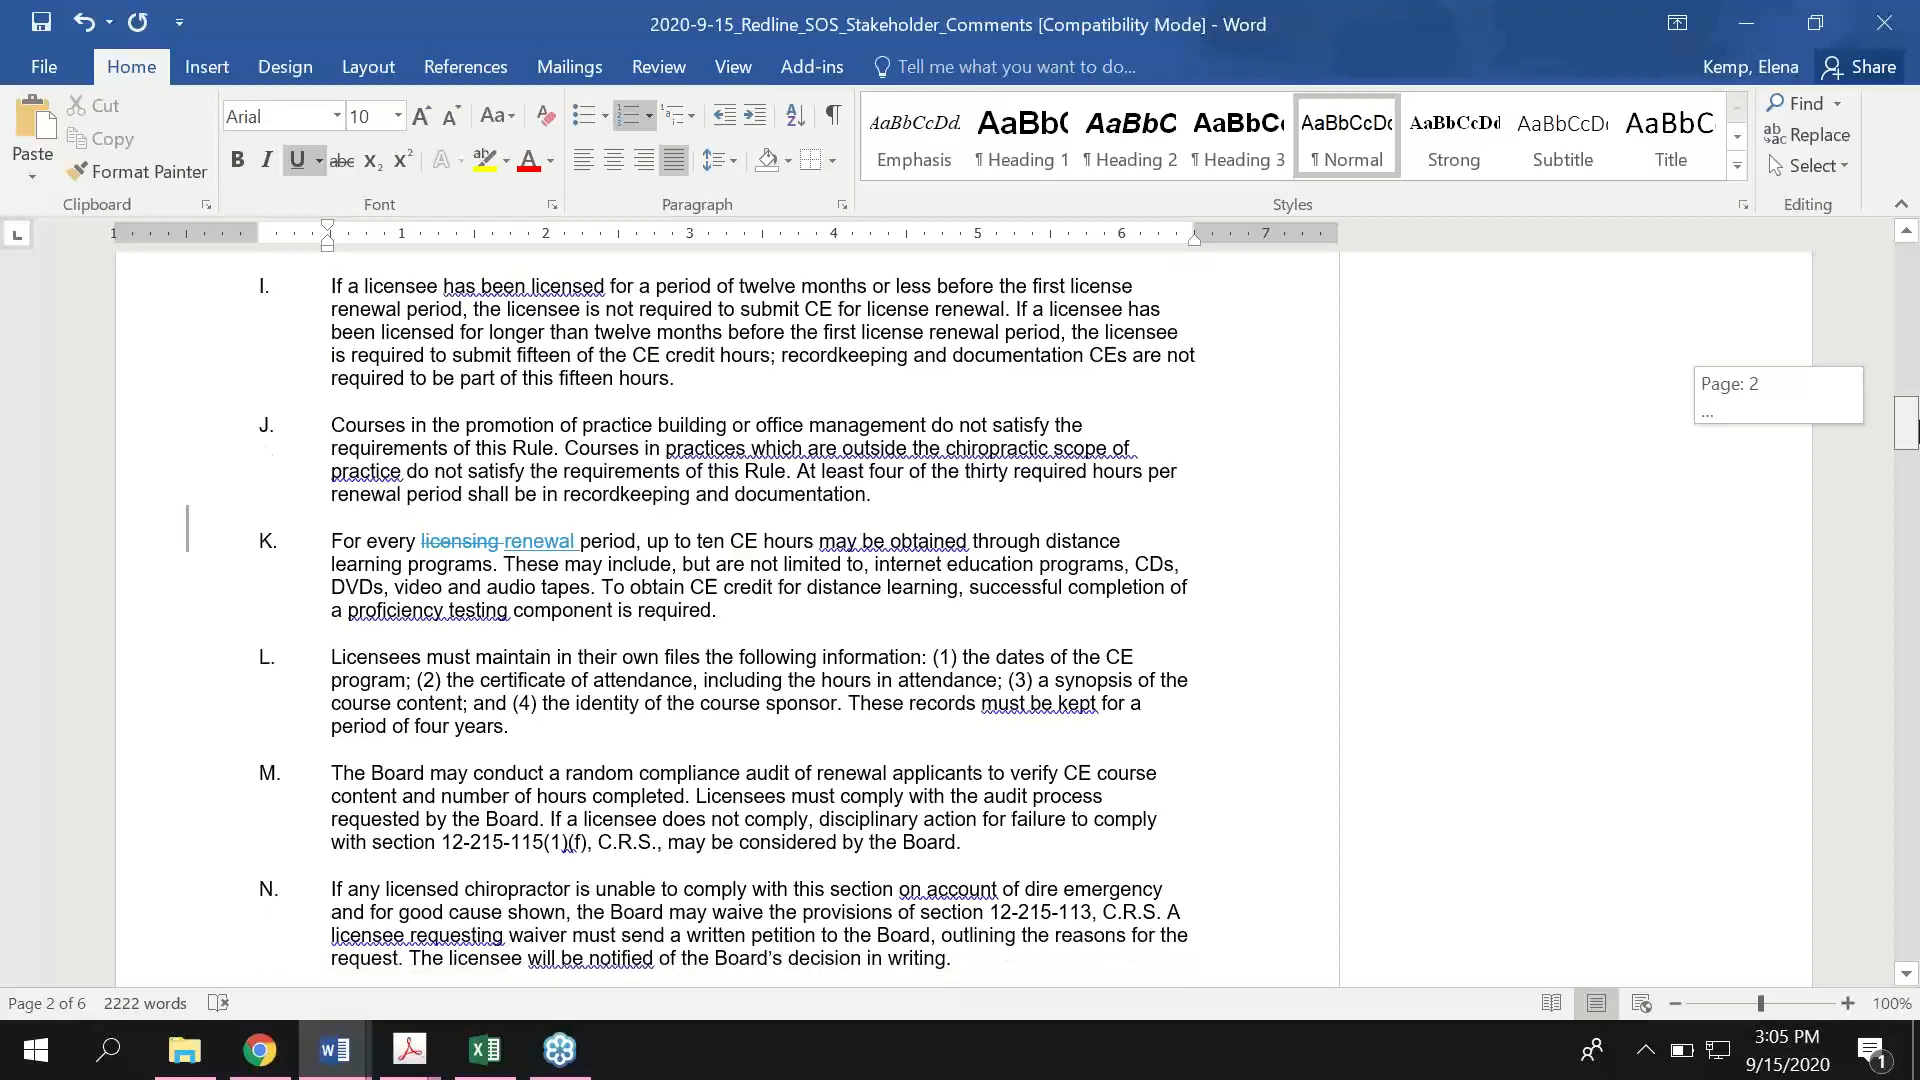 2020-9-15_Redline_SOS_Stakeholder_Comments [Compatibility Mode] - Word
File Home Insert Design Layout References Mailings Review View Add-ins Tell me what you want to do... Kemp, Elena Share
Paste
Cut
Copy
Format Painter
Clipboard
Arial 10
Font
Paragraph
AaBbCcDd. AaBb( AaBbC AaBbC( AaBbCcDc AaBbCcDd AaBbCcDı AaBbC
Emphasis ¶ Heading 1 ¶ Heading 2 ¶ Heading 3 ¶ Normal Strong Subtitle Title
Styles
Find
Replace
Select
Editing
1 1 2 3 4 5 6 7
I. If a licensee has been licensed for a period of twelve months or less before the first license
renewal period, the licensee is not required to submit CE for license renewal. If a licensee has
been licensed for longer than twelve months before the first license renewal period, the licensee
is required to submit fifteen of the CE credit hours; recordkeeping and documentation CEs are not
required to be part of this fifteen hours.
J. Courses in the promotion of practice building or office management do not satisfy the
requirements of this Rule. Courses in practices which are outside the chiropractic scope of
practice do not satisfy the requirements of this Rule. At least four of the thirty required hours per
renewal period shall be in recordkeeping and documentation.
K. For every licensing renewal period, up to ten CE hours may be obtained through distance
learning programs. These may include, but are not limited to, internet education programs, CDs,
DVDs, video and audio tapes. To obtain CE credit for distance learning, successful completion of
a proficiency testing component is required.
L. Licensees must maintain in their own files the following information: (1) the dates of the CE
program; (2) the certificate of attendance, including the hours in attendance; (3) a synopsis of the
course content; and (4) the identity of the course sponsor. These records must be kept for a
period of four years.
M. The Board may conduct a random compliance audit of renewal applicants to verify CE course
content and number of hours completed. Licensees must comply with the audit process
requested by the Board. If a licensee does not comply, disciplinary action for failure to comply
with section 12-215-115(1)(f), C.R.S., may be considered by the Board.
N. If any licensed chiropractor is unable to comply with this section on account of dire emergency
and for good cause shown, the Board may waive the provisions of section 12-215-113, C.R.S. A
licensee requesting waiver must send a written petition to the Board, outlining the reasons for the
request. The licensee will be notified of the Board's decision in writing.
Page: 2
...
Page 2 of 6 2222 words 100%
3:05 PM
9/15/2020
1